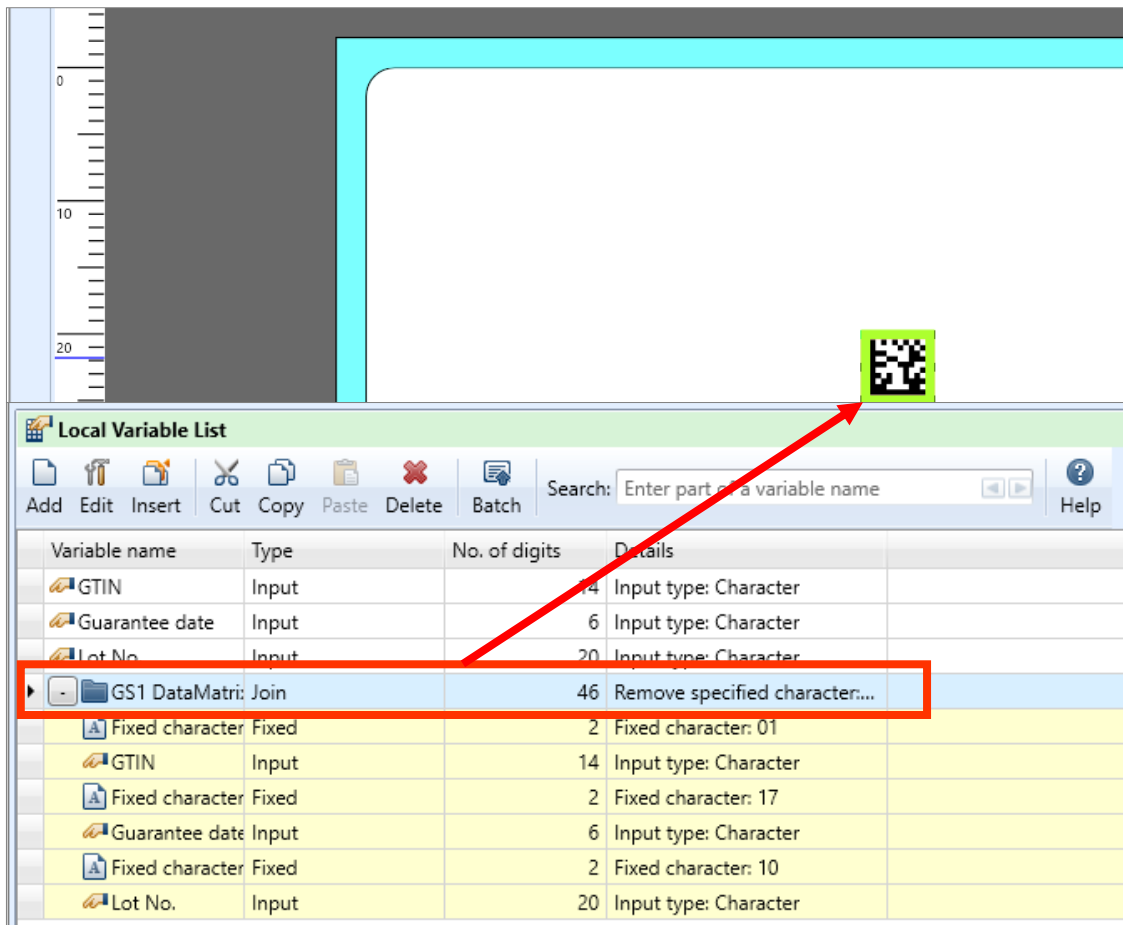 0
10
20
Local Variable List
Add Edit Insert Cut Copy Paste Delete Batch Search: Enter part of a variable name Help
Variable name Type No. of digits Details
GTIN Input 14 Input type: Character
Guarantee date Input 6 Input type: Character
Lot No. Input 20 Input type: Character
- GS1 DataMatri Join 46 Remove specified character:...
A Fixed character Fixed 2 Fixed character: 01
GTIN Input 14 Input type: Character
A Fixed character Fixed 2 Fixed character: 17
Guarantee date Input 6 Input type: Character
A Fixed character Fixed 2 Fixed character: 10
Lot No. Input 20 Input type: Character